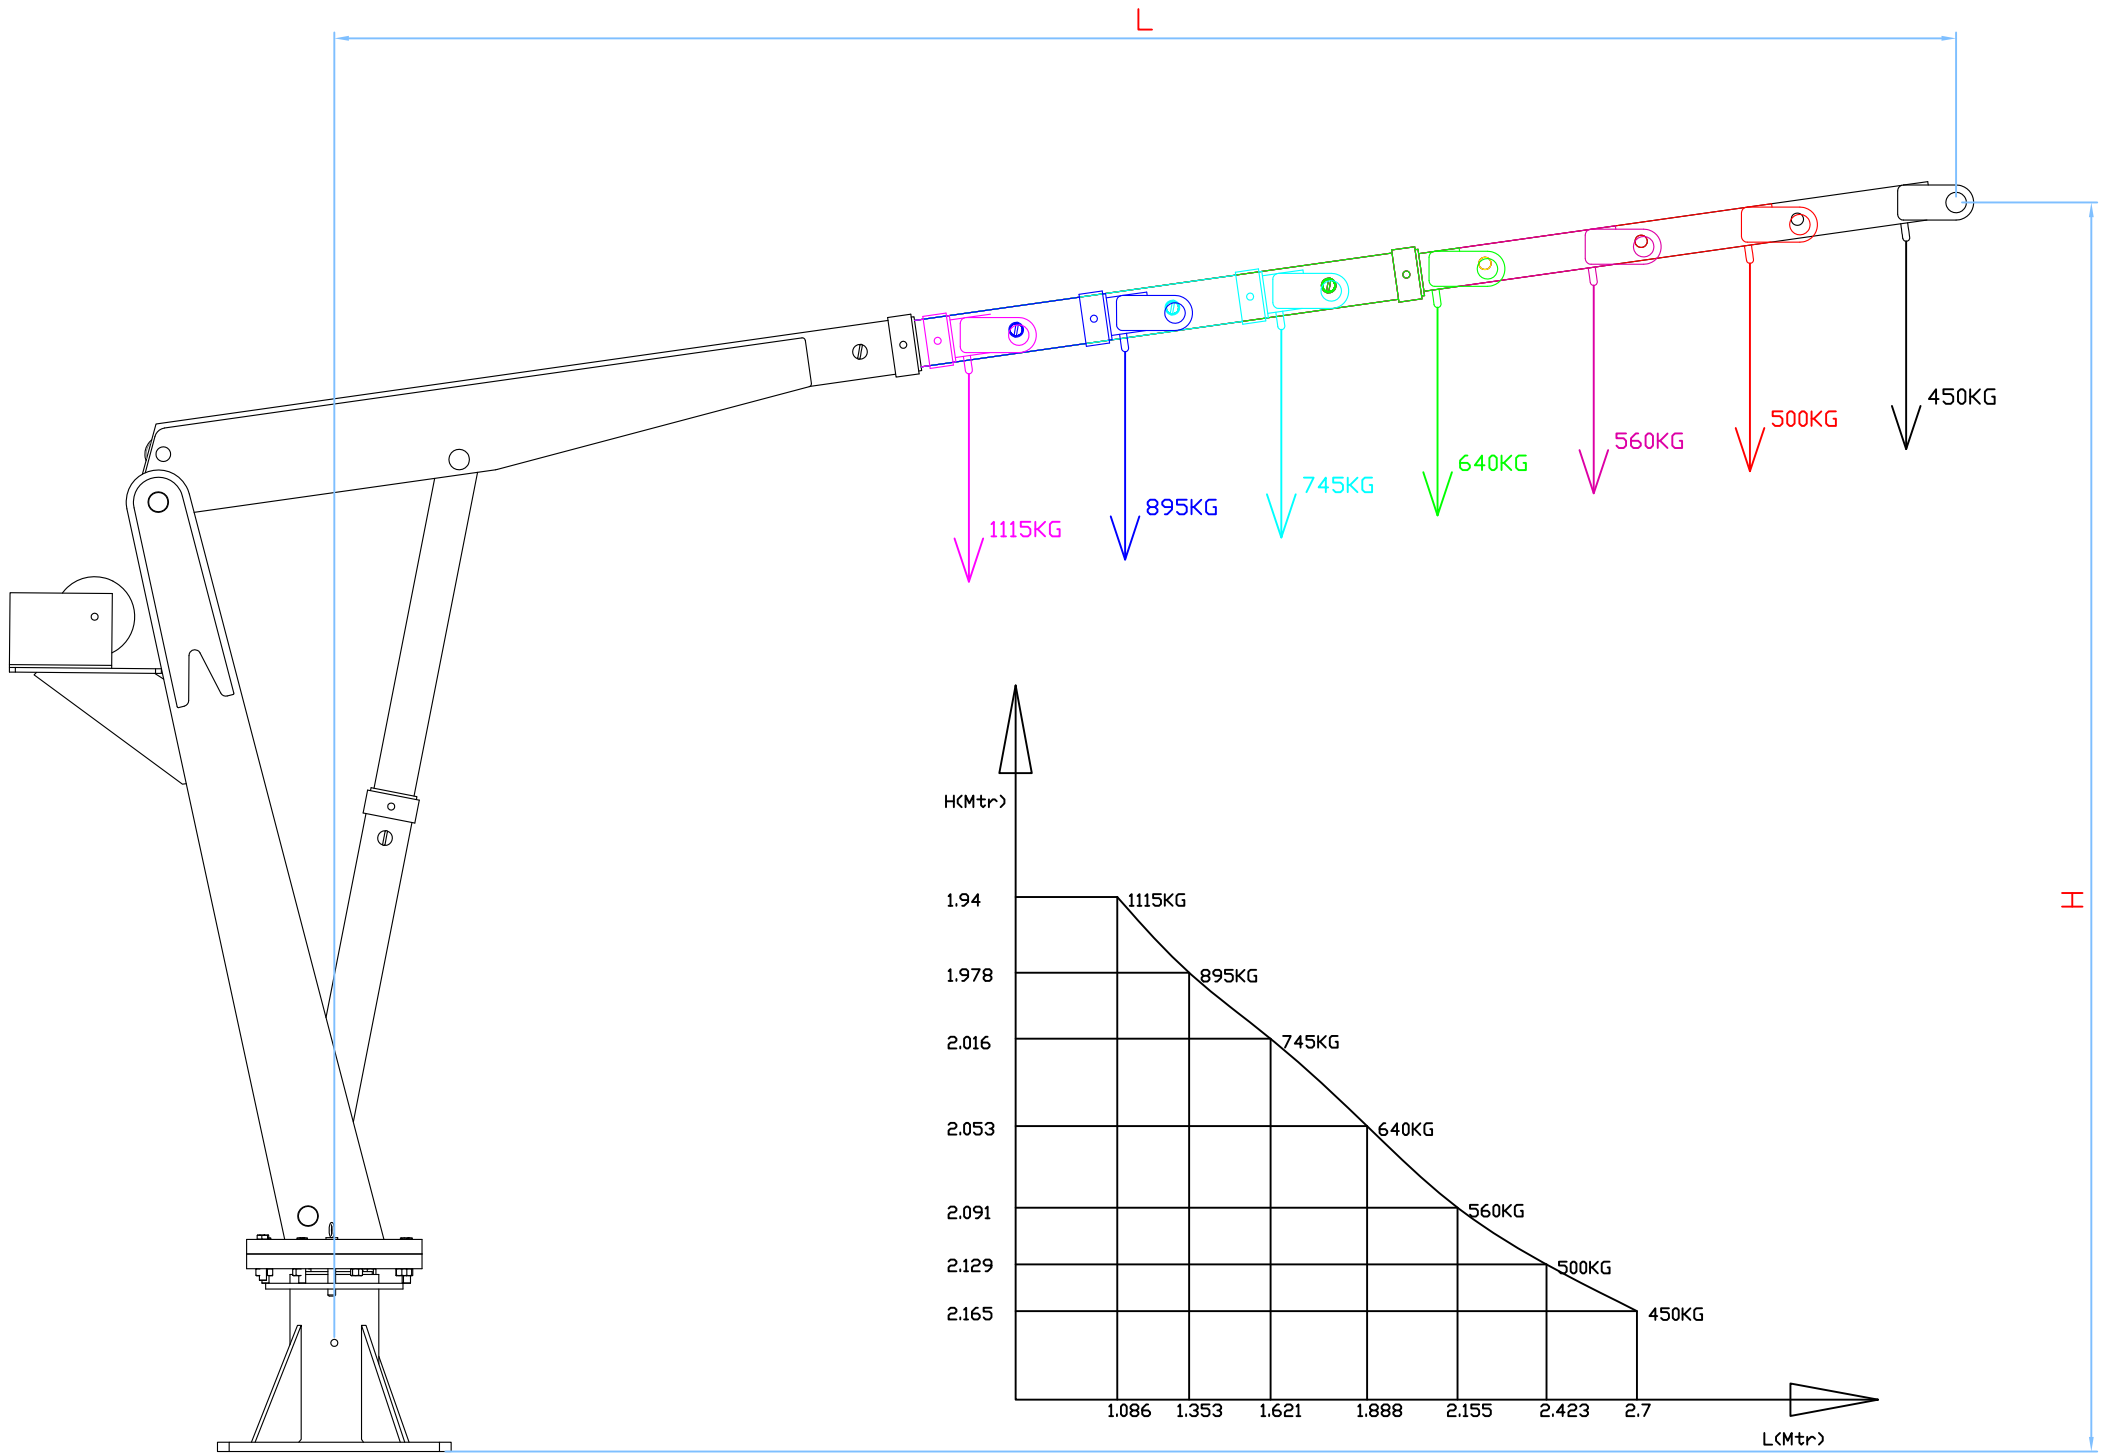 L
450KG
500KG
560KG
640KG
745KG
895KG
1115KG
H
H(Mtr)
1.94
1115KG
1.978
895KG
2.016
745KG
2.053
640KG
2.091
560KG
2.129
500KG
2.165
450KG
1.086 1.353 1.621 1.888 2.155 2.423 2.7
L(Mtr)